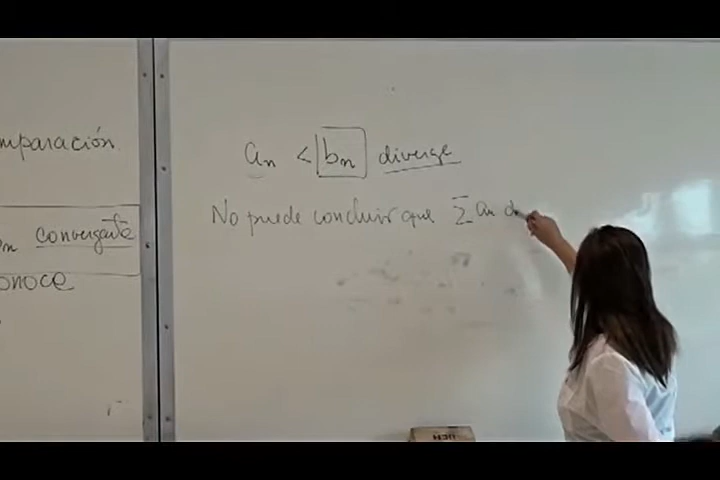 mparación
n convergente
onoce
an < bn diverge
No puede concluir que Σ an d